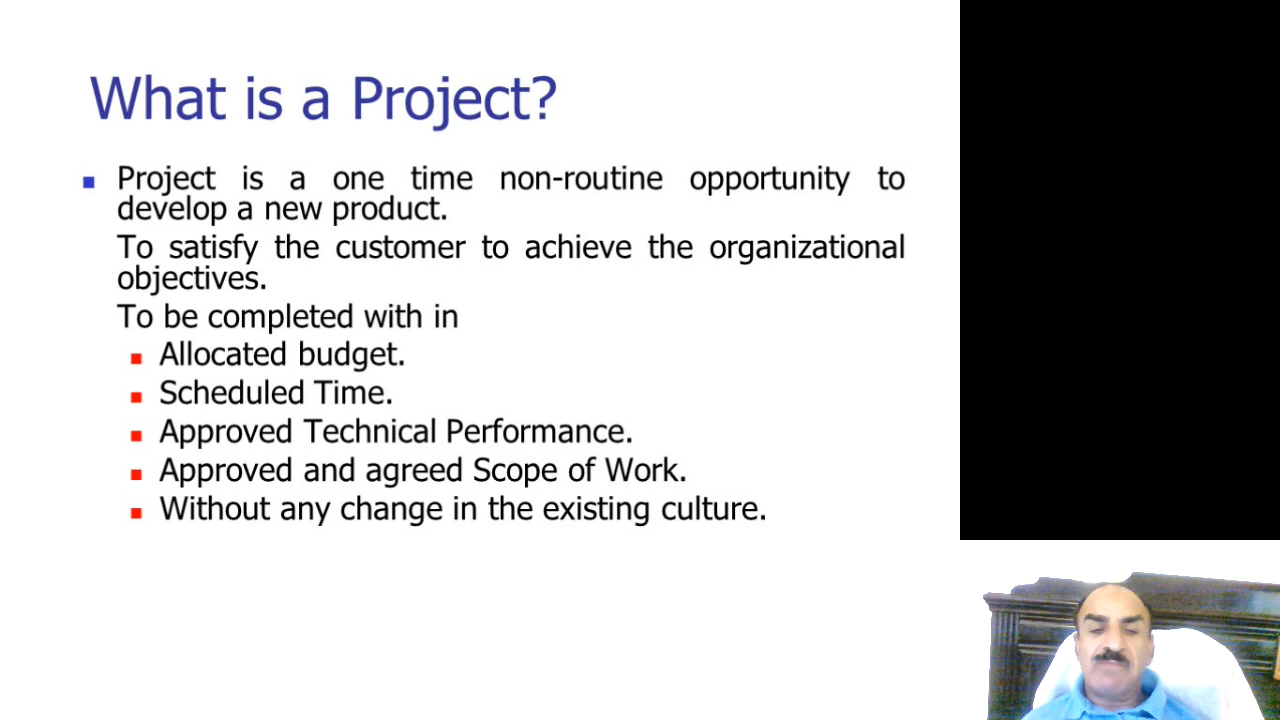 What is a Project?
Project is a one time non-routine opportunity to
develop a new product.
To satisfy the customer to achieve the organizational
objectives.
To be completed with in
Allocated budget.
Scheduled Time.
Approved Technical Performance.
Approved and agreed Scope of Work.
Without any change in the existing culture.